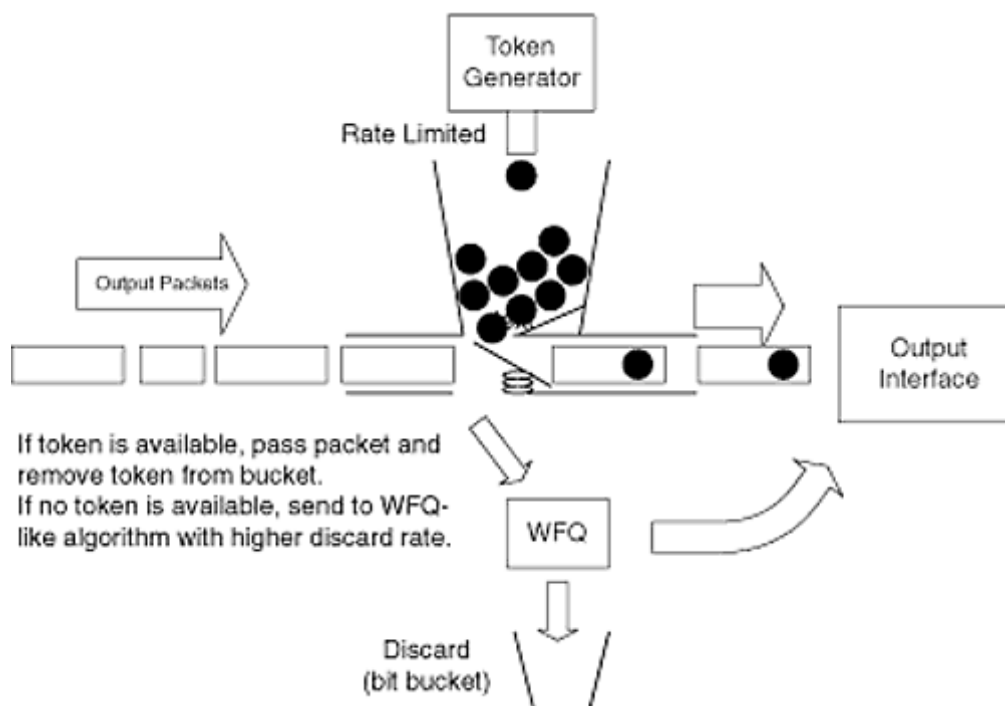 Token
Generator
Rate Limited
Output Packets
Output
Interface
If token is available, pass packet and
remove token from bucket.
If no token is available, send to WFQ-
like algorithm with higher discard rate.
WFQ
Discard
(bit bucket)